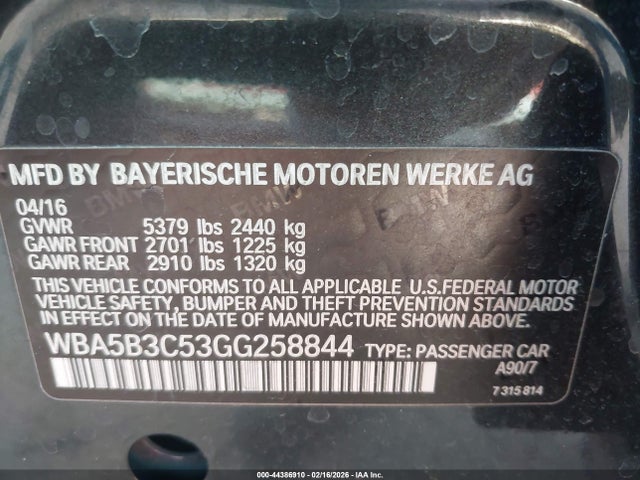 MFD BY BAYERISCHE MOTOREN WERKE AG
04/16
GVWR 5379 lbs 2440 kg
GAWR FRONT 2701 lbs 1225 kg
GAWR REAR 2910 lbs 1320 kg
THIS VEHICLE CONFORMS TO ALL APPLICABLE U.S.FEDERAL MOTOR
VEHICLE SAFETY, BUMPER AND THEFT PREVENTION STANDARDS
IN EFFECT ON THE DATE OF MANUFACTURE SHOWN ABOVE.
WBA5B3C53GG258844 TYPE: PASSENGER CAR
A90/7
7 315 814
000-44386910 - 02/16/2026 - IAA Inc.